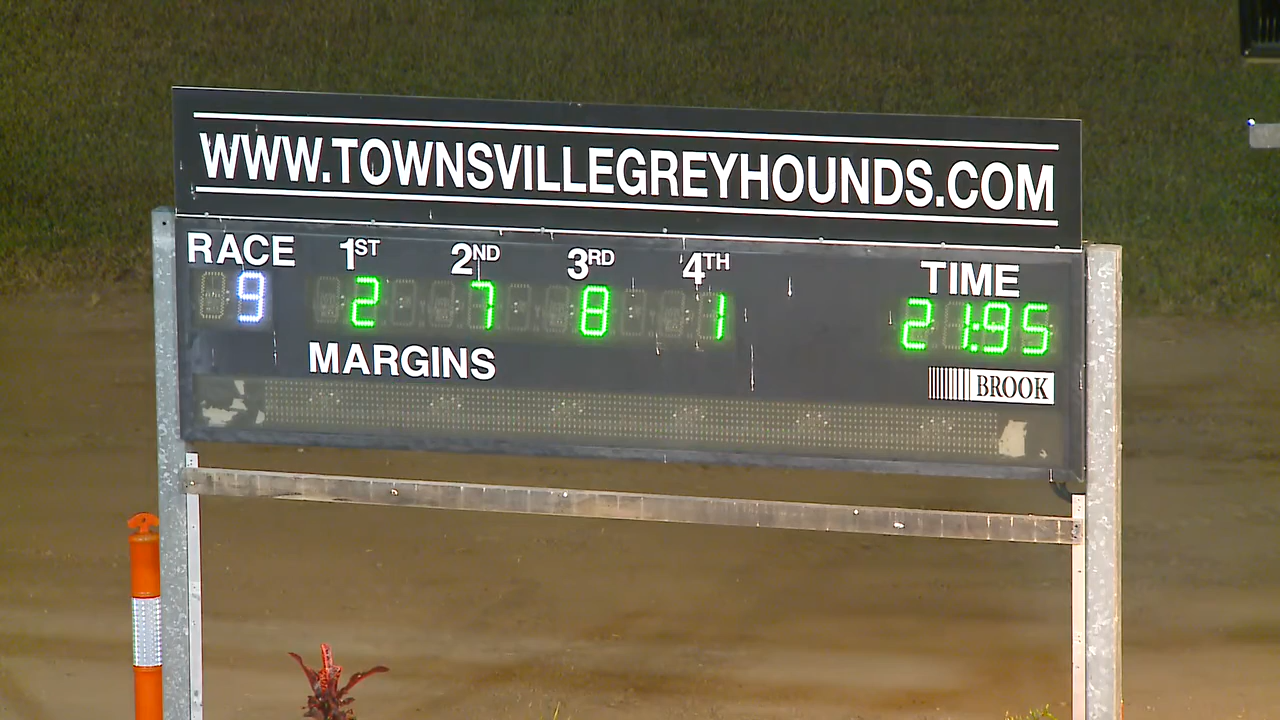 WWW.TOWNSVILLEGREYHOUNDS.COM
RACE 1ST 2ND 3RD 4TH TIME
9 2 7 8 1 21:95
MARGINS
BROOK